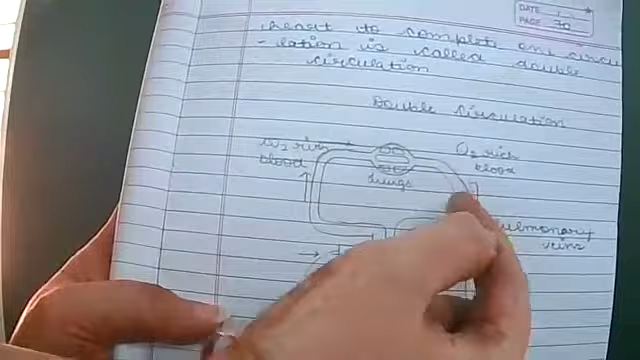 DATE
PAGE 70
heart to complete one circu
- lation is called double
circulation
Double Circulation
CO2 rich
blood
O2 rich
blood
lungs
Pulmonary
veins